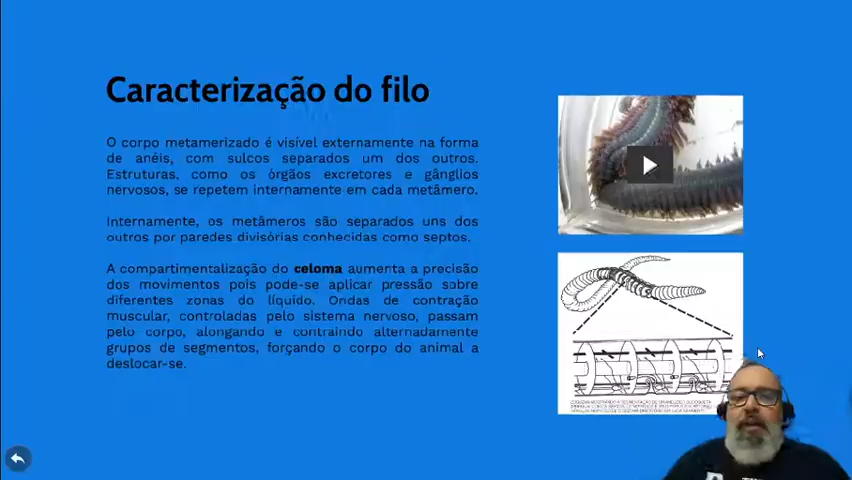 Caracterização do filo
O corpo metamerizado é visível externamente na forma
de anéis, com sulcos separados um dos outros.
Estruturas, como os órgãos excretores e gânglios
nervosos, se repetem internamente em cada metâmero.
Internamente, os metâmeros são separados uns dos
outros por paredes divisórias conhecidas como septos.
A compartimentalização do celoma aumenta a precisão
dos movimentos pois pode-se aplicar pressão sobre
diferentes zonas do líquido. Ondas de contração
muscular, controladas pelo sistema nervoso, passam
pelo corpo, alongando e contraindo alternadamente
grupos de segmentos, forçando o corpo do animal a
deslocar-se.